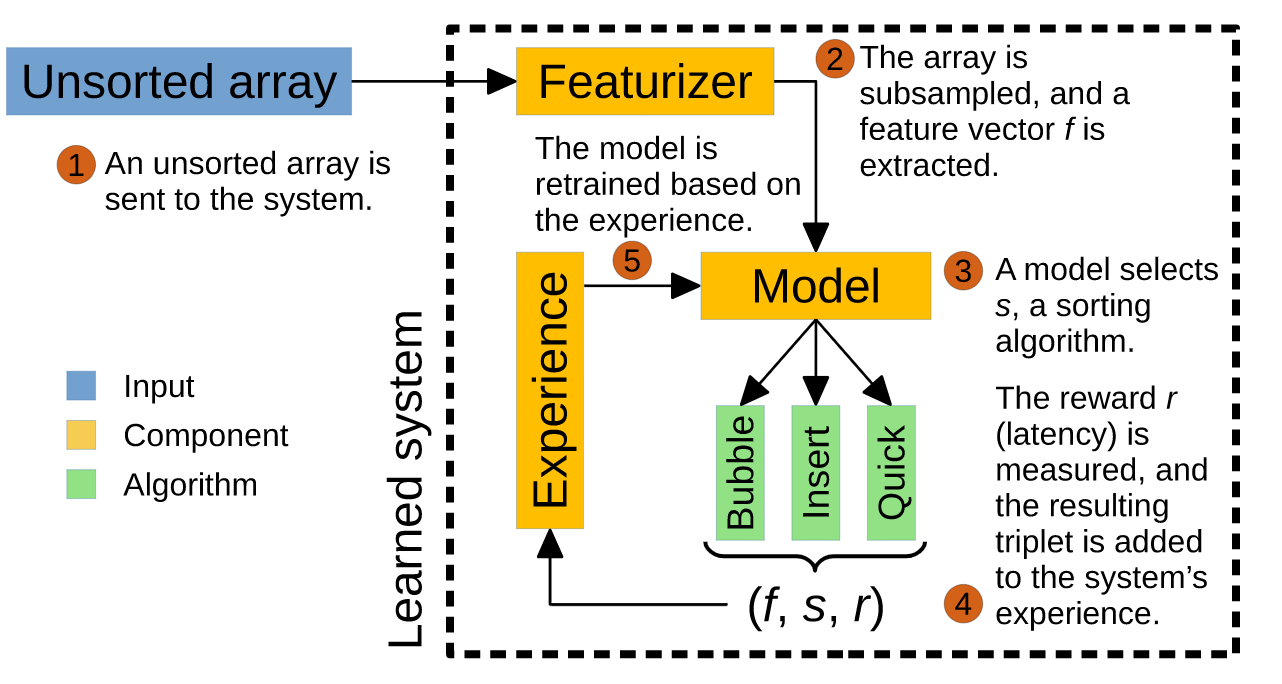 Unsorted array
1 An unsorted array is
sent to the system.
Featurizer
2 The array is
subsampled, and a
feature vector f is
extracted.
The model is
retrained based on
the experience.
5
Experience
Model
3 A model selects
s, a sorting
algorithm.
Bubble
Insert
Quick
(f, s, r)
The reward r
(latency) is
measured, and
the resulting
triplet is added
to the system’s
4 experience.
Learned system
Input
Component
Algorithm